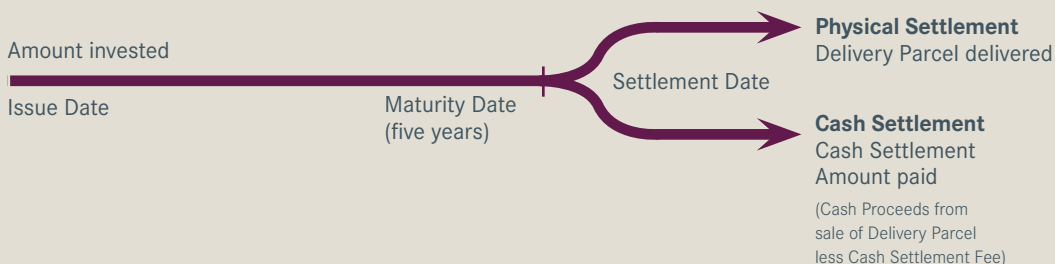 Amount invested
Issue Date
Maturity Date
(five years)
Settlement Date
Physical Settlement
Delivery Parcel delivered
Cash Settlement
Cash Settlement
Amount paid
(Cash Proceeds from
sale of Delivery Parcel
less Cash Settlement Fee)